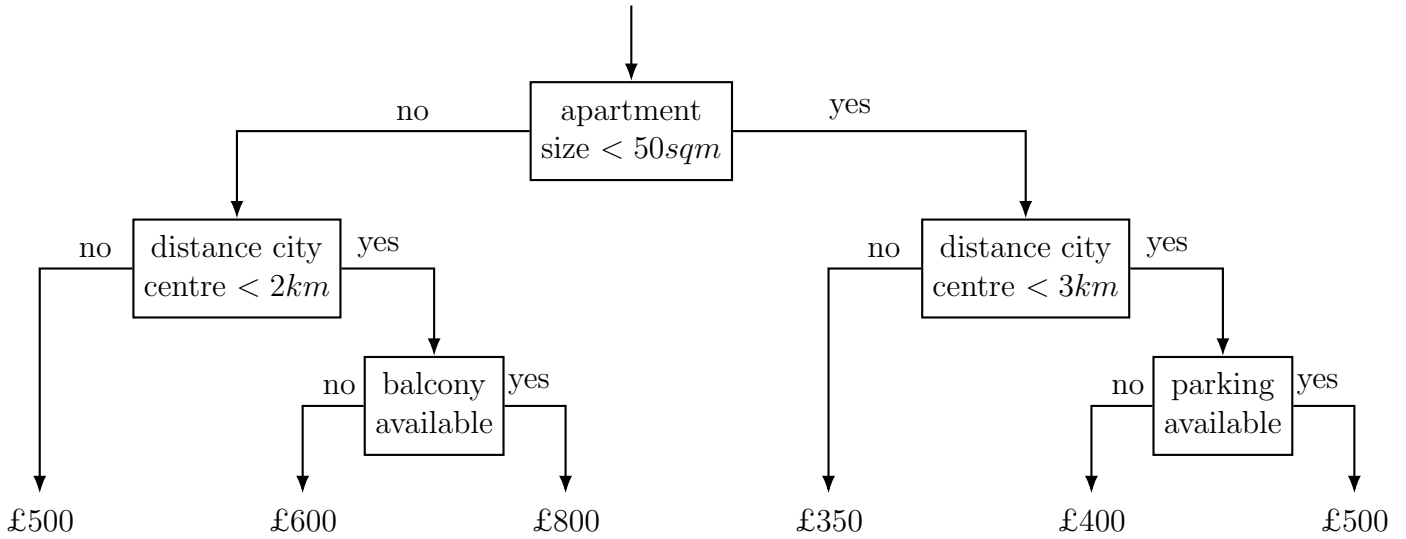 no
apartment
size < 50sqm
yes
no
distance city
centre < 2km
yes
no
distance city
centre < 3km
yes
no
balcony
available
yes
no
parking
available
yes
£500
£600
£800
£350
£400
£500